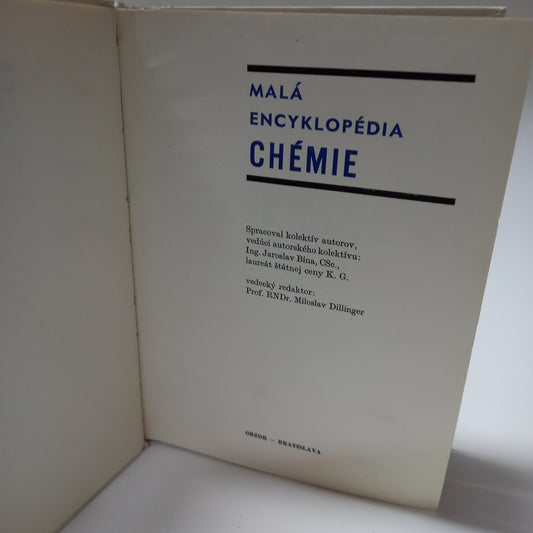 MALÁ
ENCYKLOPÉDIA
CHÉMIE
Spracoval kolektív autorov,
vedúci autorského kolektívu:
Ing. Jaroslav Bína, CSc.,
laureát štátnej ceny K. G.
vedecký redaktor:
Prof. RNDr. Miloslav Dillinger
OBZOR — BRATISLAVA